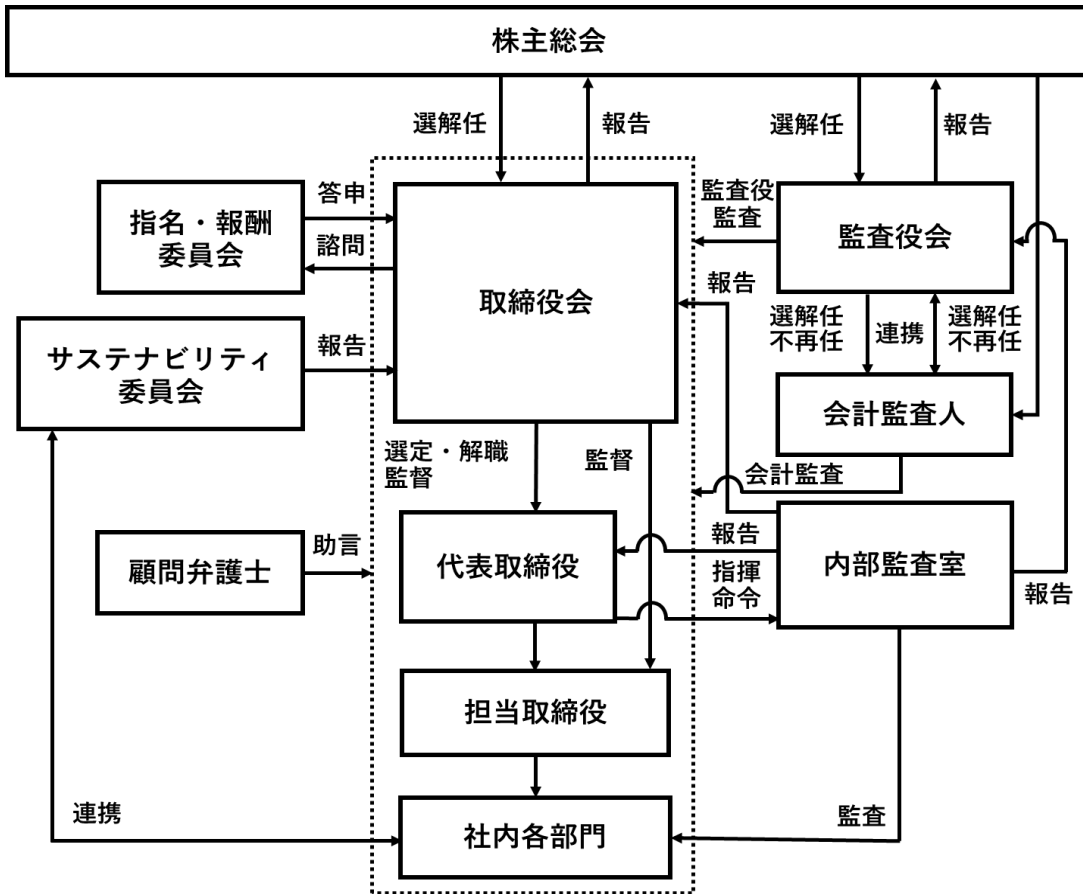 株主総会
選解任
報告
選解任
報告
指名・報酬
委員会
答申
諮問
取締役会
監査役
監査
監査役会
報告
サステナビリティ
委員会
報告
選解任
不再任
連携
選解任
不再任
会計監査人
選定・解職
監督
監督
会計監査
顧問弁護士
助言
代表取締役
報告
指揮
命令
内部監査室
報告
担当取締役
連携
社内各部門
監査